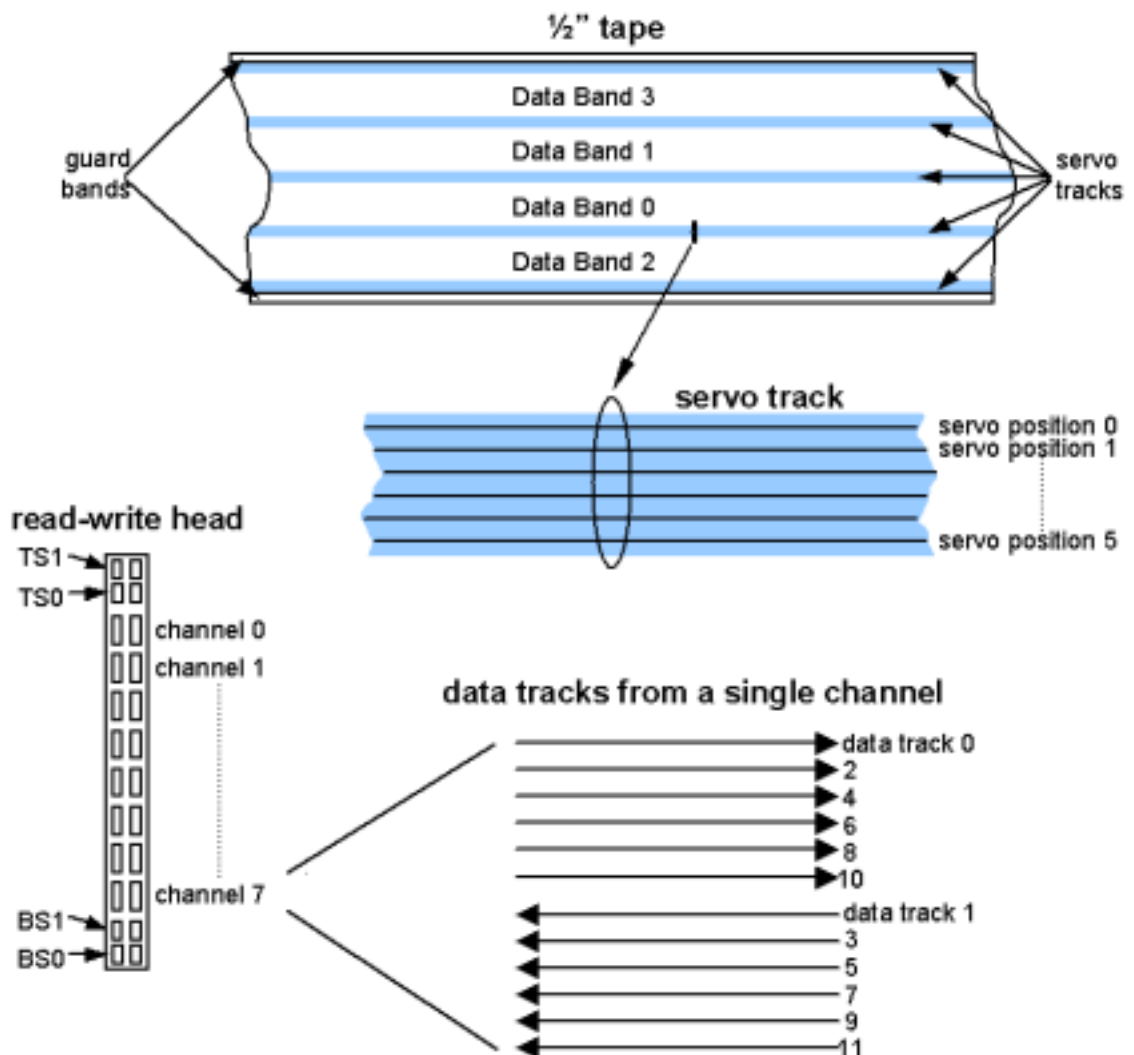 ½” tape
Data Band 3
Data Band 1
Data Band 0
Data Band 2
guard
bands
servo
tracks
servo track
servo position 0
servo position 1
servo position 5
read-write head
TS1
TS0
channel 0
channel 1
channel 7
BS1
BS0
data tracks from a single channel
data track 0
2
4
6
8
10
data track 1
3
5
7
9
11